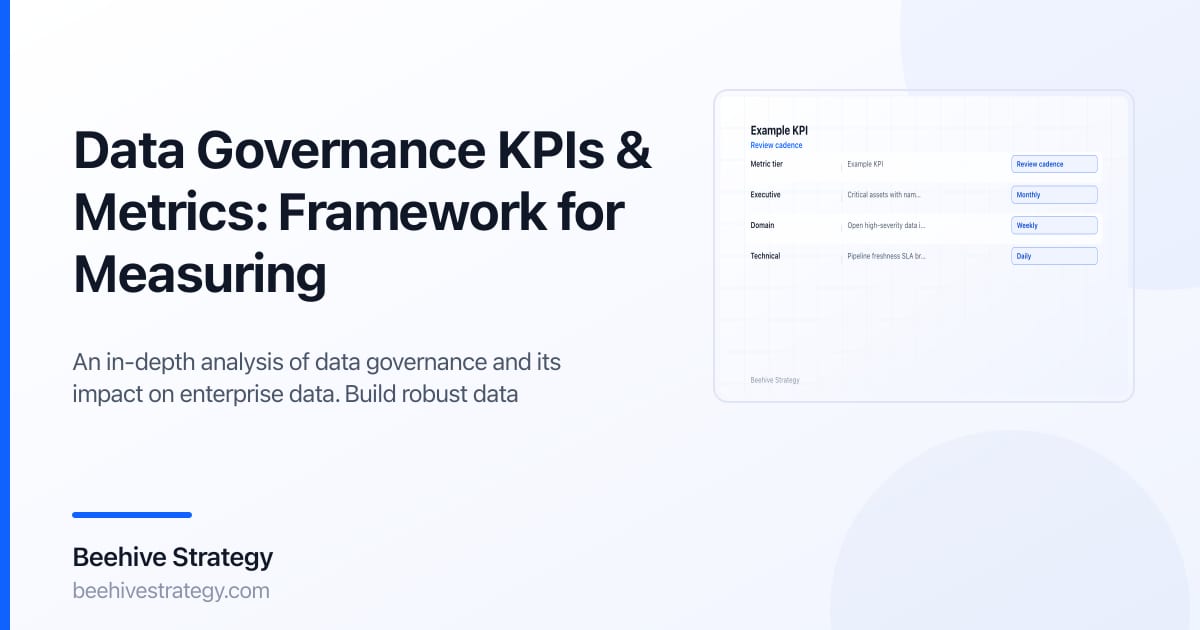 Data Governance KPIs &
Metrics: Framework for
Measuring
An in-depth analysis of data governance and its
impact on enterprise data. Build robust data
Beehive Strategy
beehivestrategy.com
Example KPI
Review cadence
Metric tier Example KPI Review cadence
Executive Critical assets with nam... Monthly
Domain Open high-severity data i... Weekly
Technical Pipeline freshness SLA br... Daily
Beehive Strategy